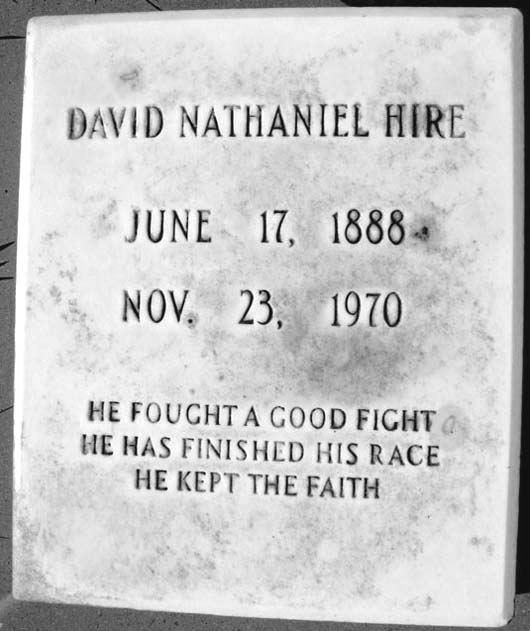 DAVID NATHANIEL HIRE
JUNE 17, 1888
NOV. 23, 1970
HE FOUGHT A GOOD FIGHT
HE HAS FINISHED HIS RACE
HE KEPT THE FAITH